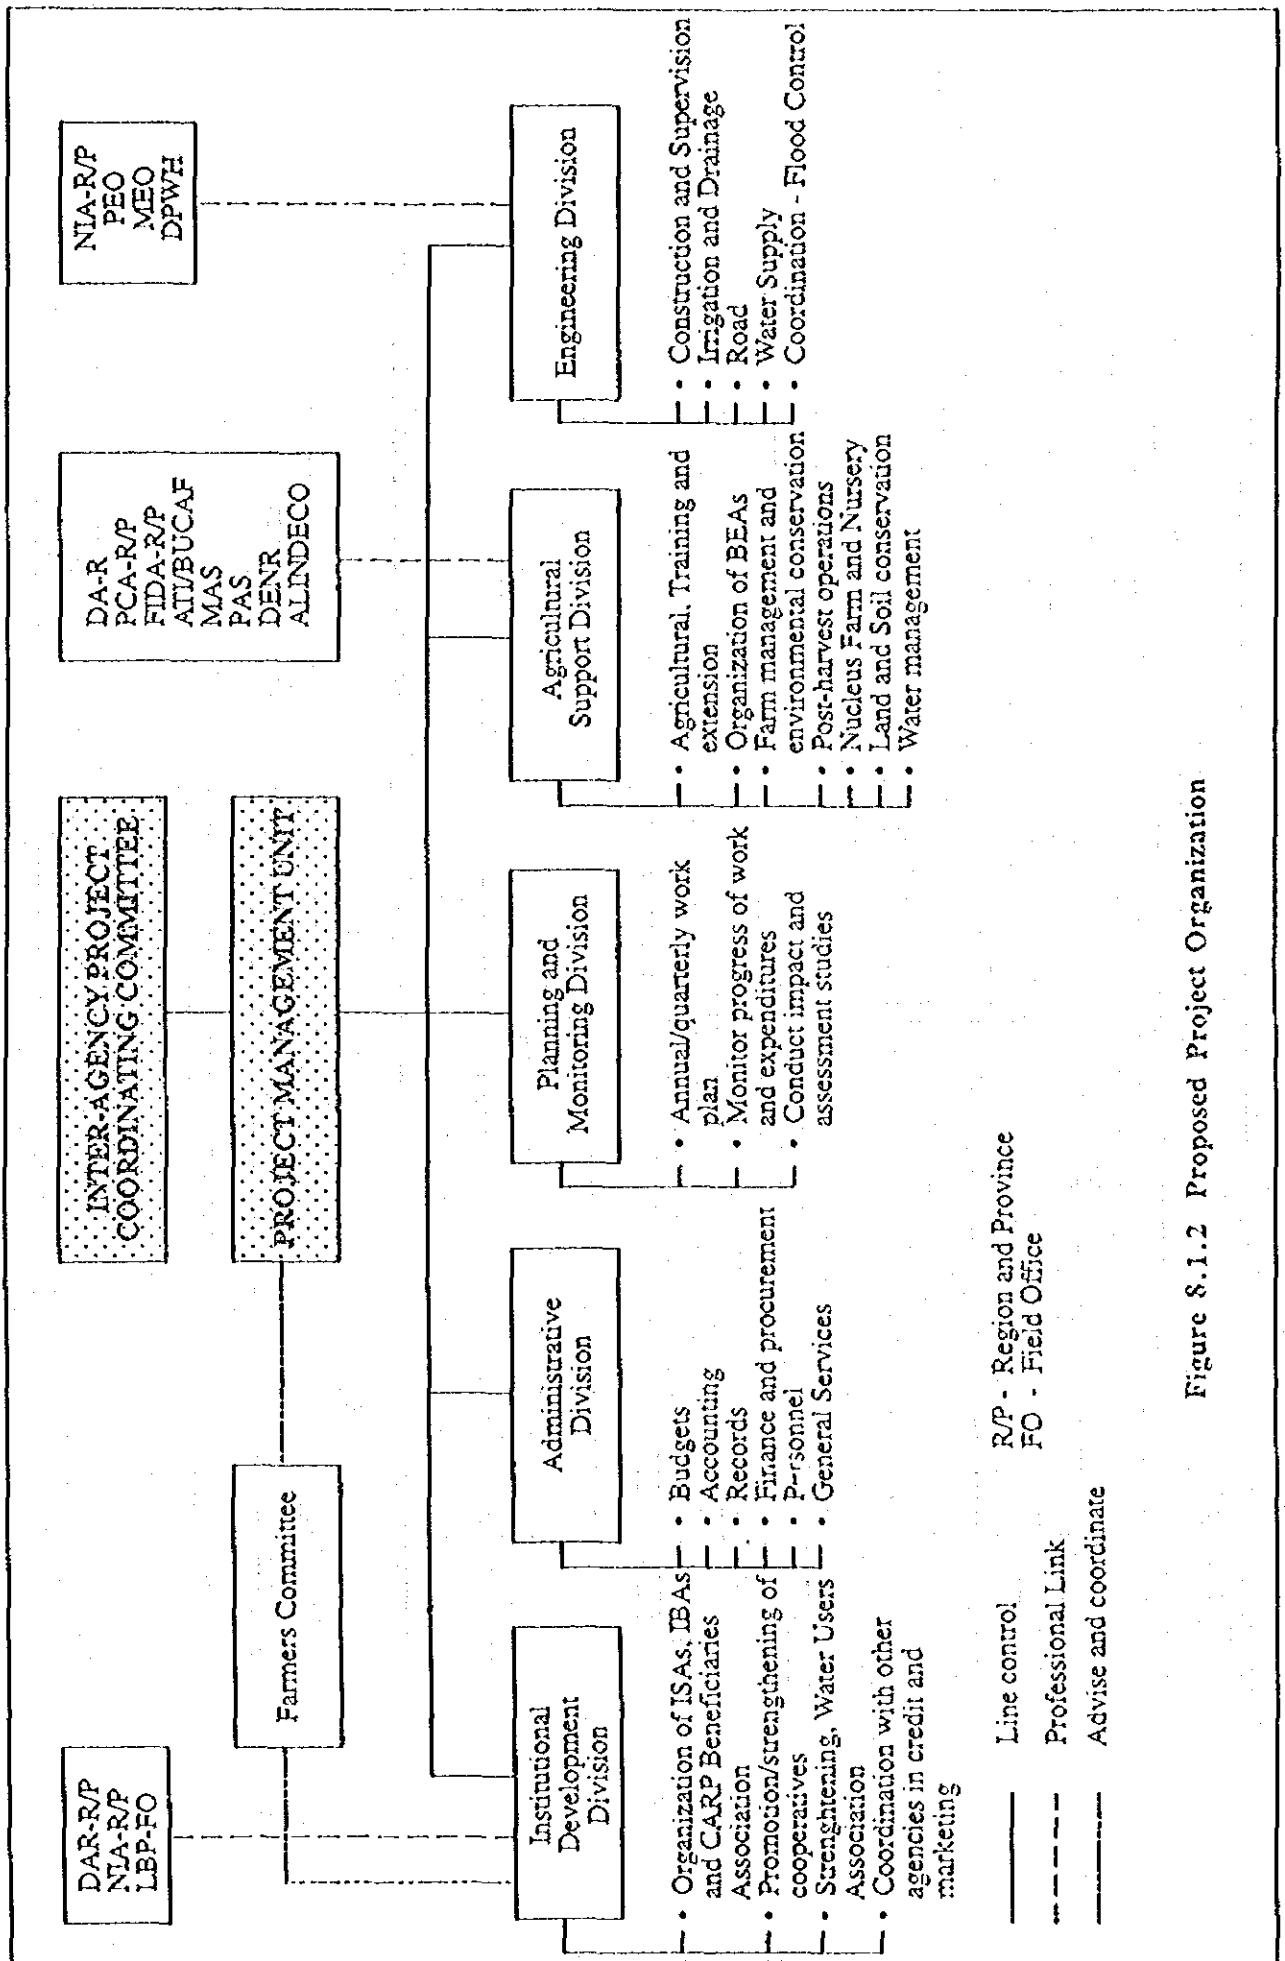 DAR-R/P
NIA-R/P
LBP-FO
INTER-AGENCY PROJECT
COORDINATING COMMITTEE
DA-R
PCA-R/P
FIDA-R/P
ATI/BUCAF
MAS
PAS
DENR
ALINDECO
NIA-R/P
PEO
MEO
DPWH
Farmers Committee
PROJECT MANAGEMENT UNIT
Institutional
Development
Division
• Organization of ISAs, IBAs
and CARP Beneficiaries
Association
• Promotion/strengthening of
cooperatives
• Strenghtening, Water Users
Association
• Coordination with other
agencies in credit and
marketing
Administrative
Division
• Budgets
• Accounting
• Records
• Finance and procurement
• P-rsonnel
• General Services
Planning and
Monitoring Division
• Annual/quarterly work
plan
• Monitor progress of work
and expenditures
• Conduct impact and
assessment studies
Agricultural
Support Division
• Agricultural, Training and
extension
• Organization of BEAs
• Farm management and
environmental conservation
• Post-harvest operations
• Nucleus Farm and Nursery
• Land and Soil conservation
• Water management
Engineering Division
• Construction and Supervision
• Irrigation and Drainage
• Road
• Water Supply
• Coordination - Flood Control
Line control
Professional Link
Advise and coordinate
R/P - Region and Province
FO - Field Office
Figure 8.1.2 Proposed Project Organization